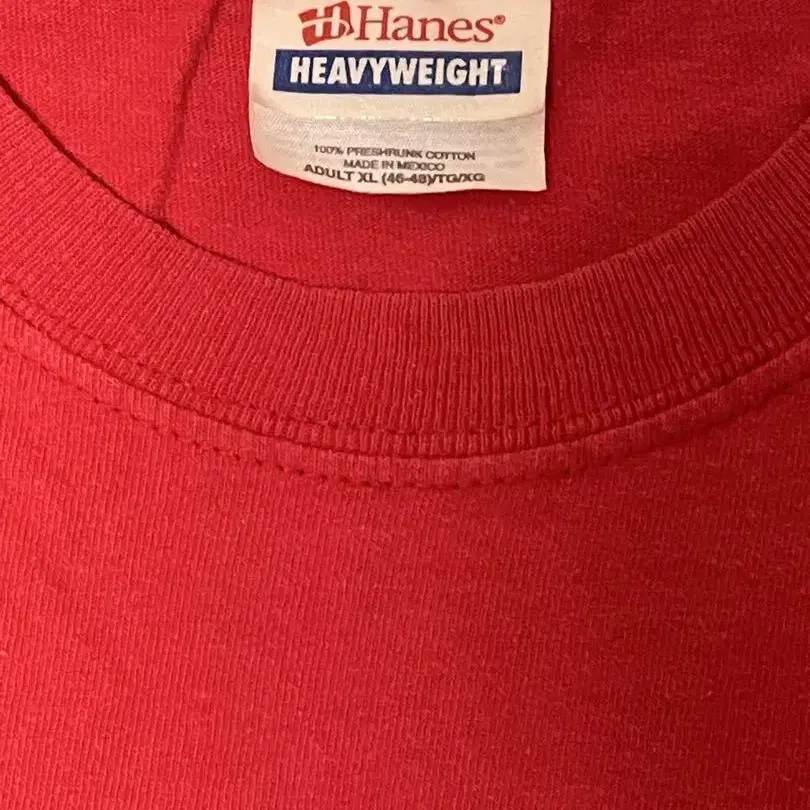 Hanes®
HEAVYWEIGHT
100% PRESHRUNK COTTON
MADE IN MEXICO
ADULT XL (46-48)/TG/XG